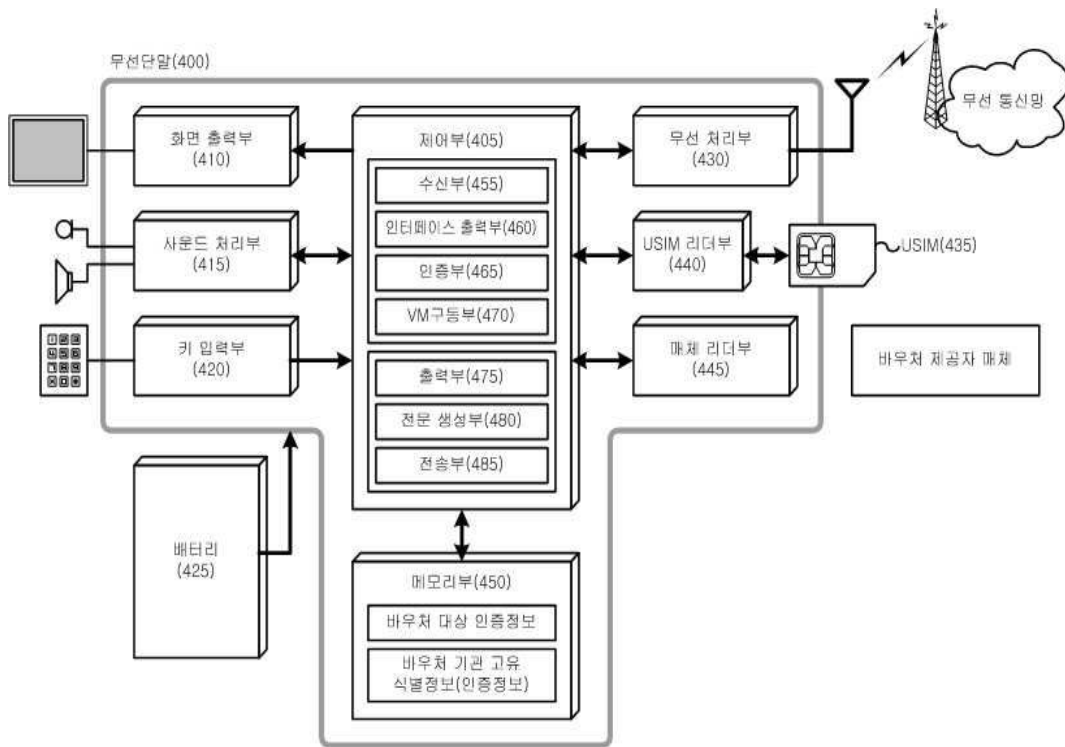 무선단말(400)
무선 통신망
화면 출력부
(410)
제어부(405)
무선 처리부
(430)
수신부(455)
인터페이스 출력부(460)
사운드 처리부
(415)
USIM 리더부
(440)
USIM(435)
인증부(465)
VM구동부(470)
키 입력부
(420)
매체 리더부
(445)
바우처 제공자 매체
출력부(475)
전문 생성부(480)
전송부(485)
배터리
(425)
메모리부(450)
바우처 대상 인증정보
바우처 기관 고유
식별정보(인증정보)